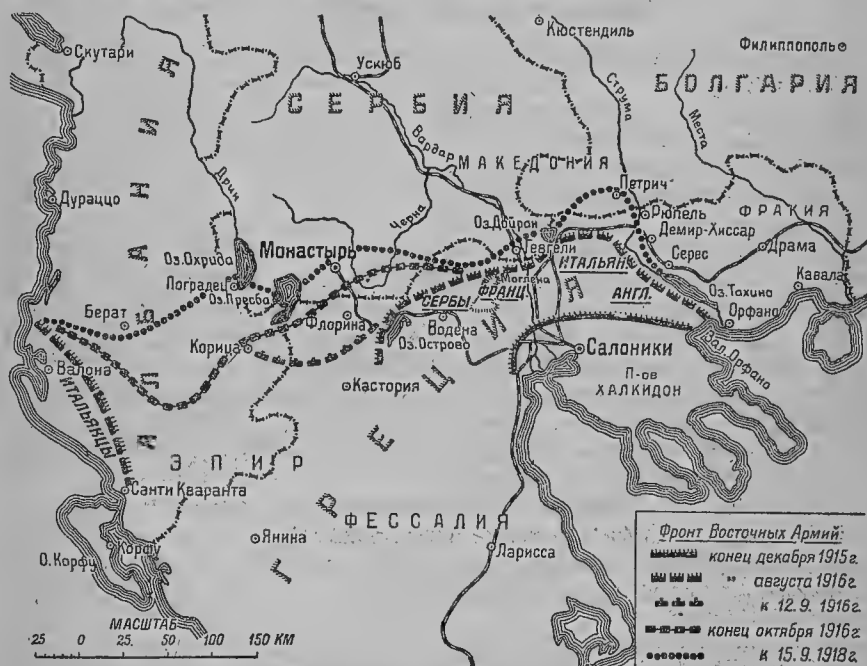 Скутари
Ускюб
Кюстендиль
Филиппополь
СЕРБИЯ
БОЛГАРИЯ
АЛБАНИЯ
Струма
Места
Вардар
МАКЕДОНИЯ
Дрин
Дураццо
Черна
Петрич
Рюпель
ФРАКИЯ
Оз.Дойран
Демир-Хиссар
Оз.Охрида
Монастырь
Гевгели
Серес
Драма
ИТАЛЬЯН.
Поградец
Оз.Пресба
Моглена
СЕРБЫ
ФРАНЦ.
АНГЛ.
Оз.Тахино
Кавала
Берат
Флорина
Водена
Орфано
Корица
Оз.Острово
Салоники
Зал.Орфано
Валона
Кастория
П-ов
ХАЛКИДОН
ИТАЛЬЯНЦЫ
ГРЕЦИЯ
ЭПИР
Санти Кваранта
ФЕССАЛИЯ
Янина
Корфу
О.Корфу
Ларисса
МАСШТАБ
25 0 25 50 100 150 КМ
Фронт Восточных Армий:
конец декабря 1915г.
" августа 1916г.
к 12.9. 1916г.
конец октября 1916г.
к 15.9. 1918г.